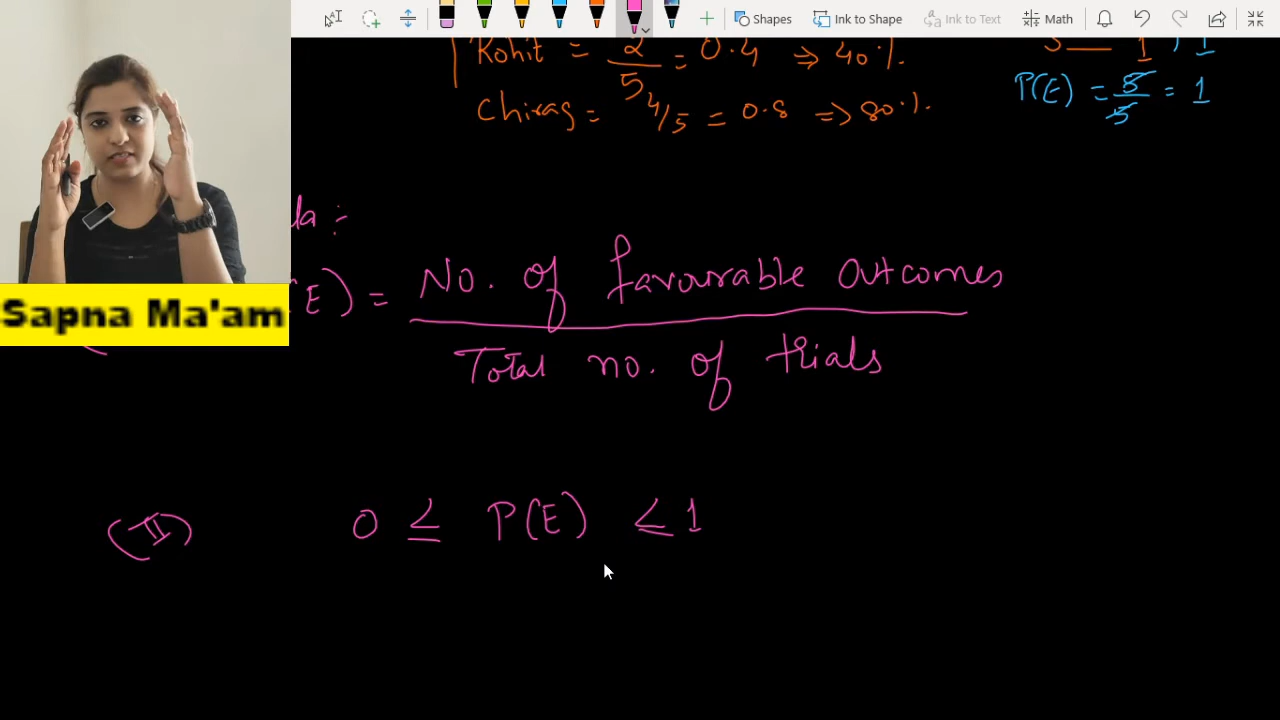 Shapes Ink to Shape Ink to Text Math
Rohit = 2/5 = 0.4 ⇒ 40%.
P(E) = 5/5 = 1
Chirag = 4/5 = 0.8 ⇒ 80%.
la :-
(E) = No. of favourable Outcomes
Total no. of trials
Sapna Ma'am
(II) 0 ≤ P(E) ≤ 1